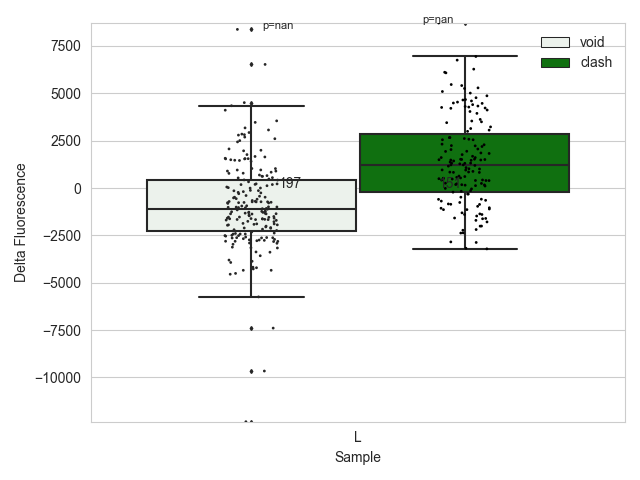 p=nan
p=nan
void
clash
7500
5000
2500
0
−2500
−5000
−7500
−10000
197
Delta Fluorescence
L
Sample